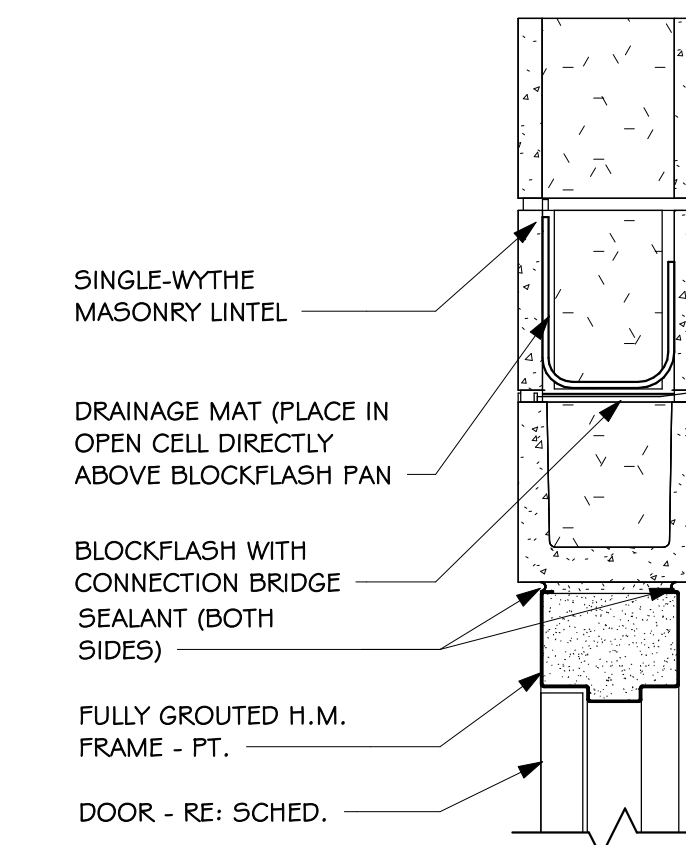 SINGLE-WYTHE
MASONRY LINTEL
DRAINAGE MAT (PLACE IN
OPEN CELL DIRECTLY
ABOVE BLOCKFLASH PAN
BLOCKFLASH WITH
CONNECTION BRIDGE
SEALANT (BOTH
SIDES)
FULLY GROUTED H.M.
FRAME - PT.
DOOR - RE: SCHED.